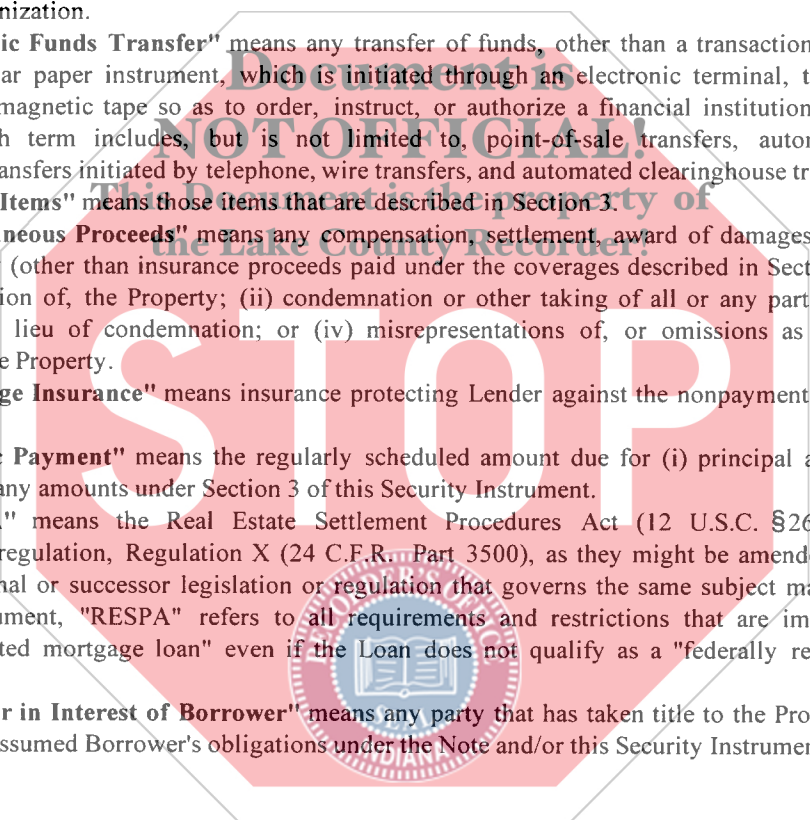 nization.
ic Funds Transfer" means any transfer of funds, other than a transaction
ar paper instrument, which is initiated through an electronic terminal, t
magnetic tape so as to order, instruct, or authorize a financial institution
h term includes, but is not limited to, point-of-sale transfers, autom
ransfers initiated by telephone, wire transfers, and automated clearinghouse tr
Items" means those items that are described in Section 3.
neous Proceeds" means any compensation, settlement, award of damages
(other than insurance proceeds paid under the coverages described in Sect
ion of, the Property; (ii) condemnation or other taking of all or any part
lieu of condemnation; or (iv) misrepresentations of, or omissions as
e Property.
ge Insurance" means insurance protecting Lender against the nonpayment
c Payment" means the regularly scheduled amount due for (i) principal a
any amounts under Section 3 of this Security Instrument.
A" means the Real Estate Settlement Procedures Act (12 U.S.C. §26
regulation, Regulation X (24 C.F.R. Part 3500), as they might be amend
nal or successor legislation or regulation that governs the same subject ma
ument, "RESPA" refers to all requirements and restrictions that are im
ted mortgage loan" even if the Loan does not qualify as a "federally re
r in Interest of Borrower" means any party that has taken title to the Pro
ssumed Borrower's obligations under the Note and/or this Security Instrumen
Document is
NOT OFFICIAL!
This Document is the property of
the Lake County Recorder!
STOP
RECORDER'S OFFICE
SEAL
INDIANA